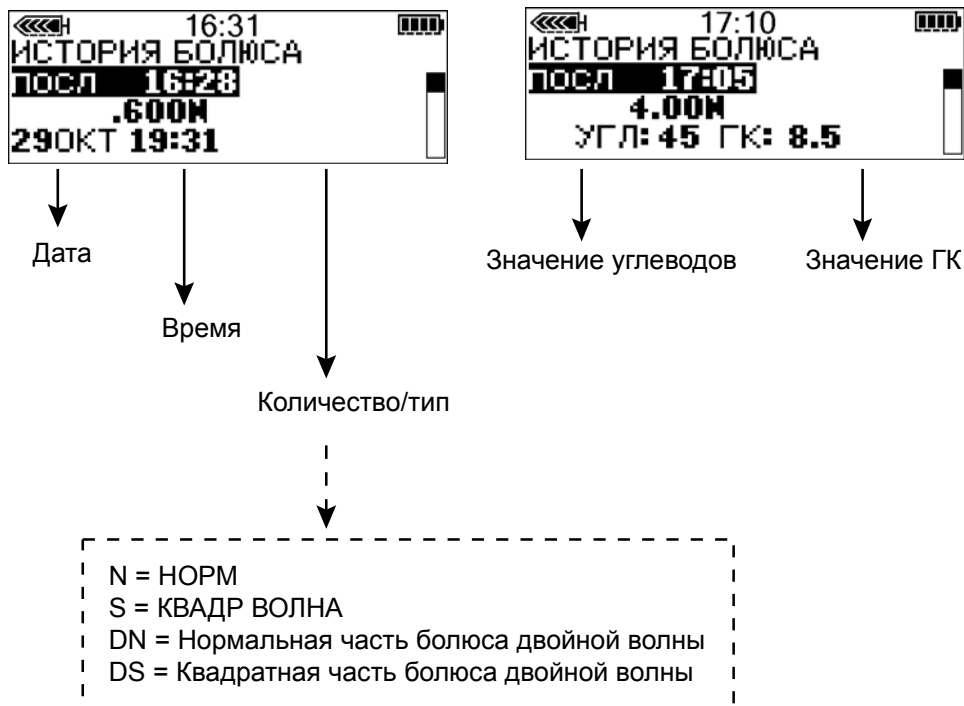 16:31
ИСТОРИЯ БОЛЮСА
ПОСЛ 16:28
.600N
29ОКТ 19:31
17:10
ИСТОРИЯ БОЛЮСА
ПОСЛ 17:05
4.00N
УГЛ: 45 ГК: 8.5
Дата
Время
Количество/тип
Значение углеводов
Значение ГК
N = НОРМ
S = КВАДР ВОЛНА
DN = Нормальная часть болюса двойной волны
DS = Квадратная часть болюса двойной волны